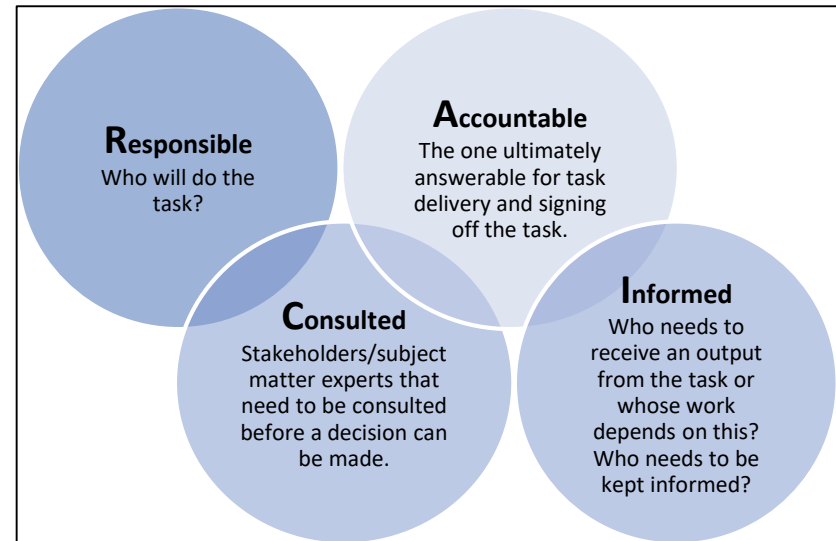 Responsible
Who will do the
task?
Accountable
The one ultimately
answerable for task
delivery and signing
off the task.
Consulted
Stakeholders/subject
matter experts that
need to be consulted
before a decision can
be made.
Informed
Who needs to
receive an output
from the task or
whose work
depends on this?
Who needs to be
kept informed?